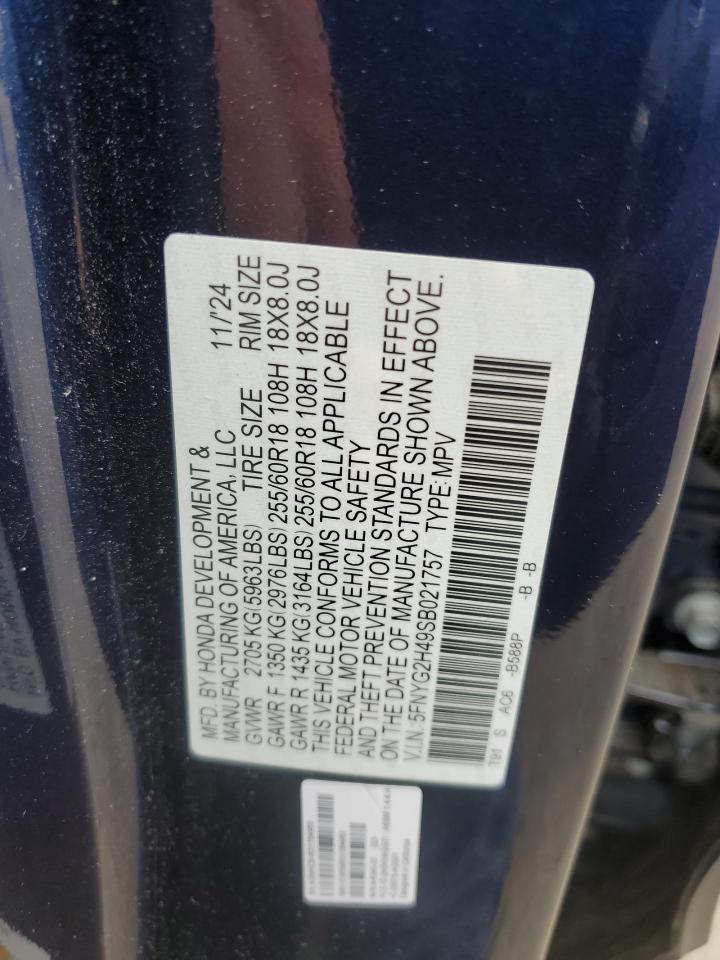 MFD. BY HONDA DEVELOPMENT &
MANUFACTURING OF AMERICA, LLC 11/'24
GVWR 2705 KG(5963LBS) TIRE SIZE RIM SIZE
GAWR F 1350 KG(2976LBS) 255/60R18 108H 18X8.0J
GAWR R 1435 KG(3164LBS) 255/60R18 108H 18X8.0J
THIS VEHICLE CONFORMS TO ALL APPLICABLE
FEDERAL MOTOR VEHICLE SAFETY
AND THEFT PREVENTION STANDARDS IN EFFECT
ON THE DATE OF MANUFACTURE SHOWN ABOVE.
V.I.N.: 5FNYG2H49SB021757 TYPE: MPV
T91 S AC6 -B588P -B -B